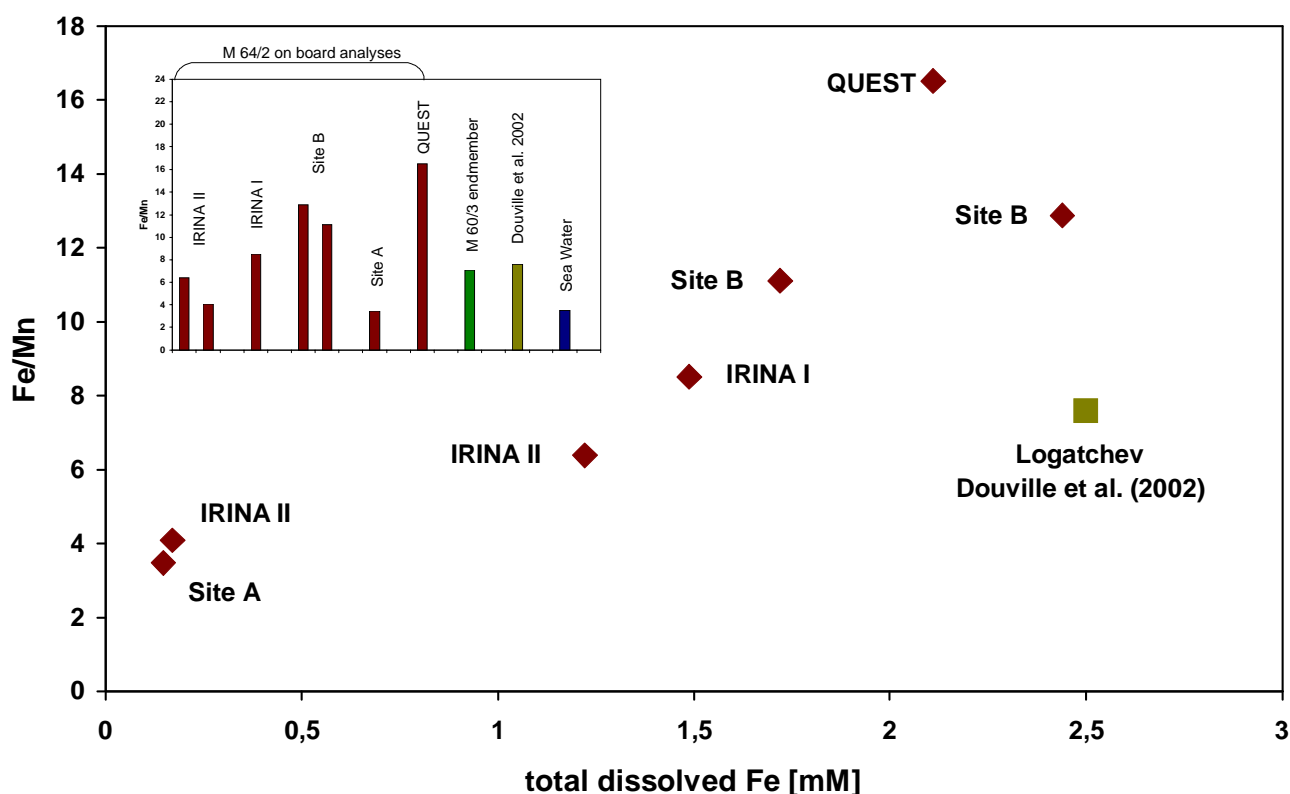 18
16
14
12
10
8
6
4
2
0
Fe/Mn
0
0,5
1
1,5
2
2,5
3
total dissolved Fe [mM]
QUEST
Site B
Site B
IRINA I
IRINA II
IRINA II
Site A
Logatchev
Douville et al. (2002)
M 64/2 on board analyses
24
22
20
18
16
14
12
10
8
6
4
2
0
Fe/Mn
IRINA II
IRINA I
Site B
Site A
QUEST
M 60/3 endmember
Douville et al. 2002
Sea Water